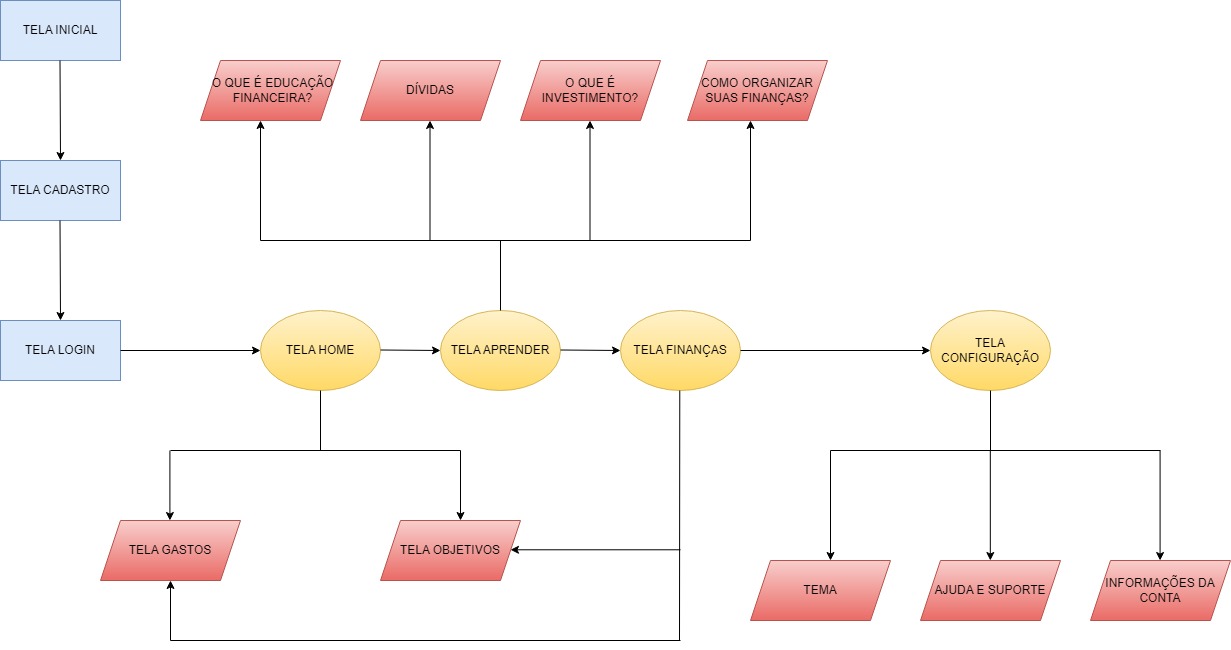 TELA INICIAL
O QUE É EDUCAÇÃO
FINANCEIRA?
DÍVIDAS
O QUE É
INVESTIMENTO?
COMO ORGANIZAR
SUAS FINANÇAS?
TELA CADASTRO
TELA LOGIN
TELA HOME
TELA APRENDER
TELA FINANÇAS
TELA
CONFIGURAÇÃO
TELA GASTOS
TELA OBJETIVOS
TEMA
AJUDA E SUPORTE
INFORMAÇÕES DA
CONTA